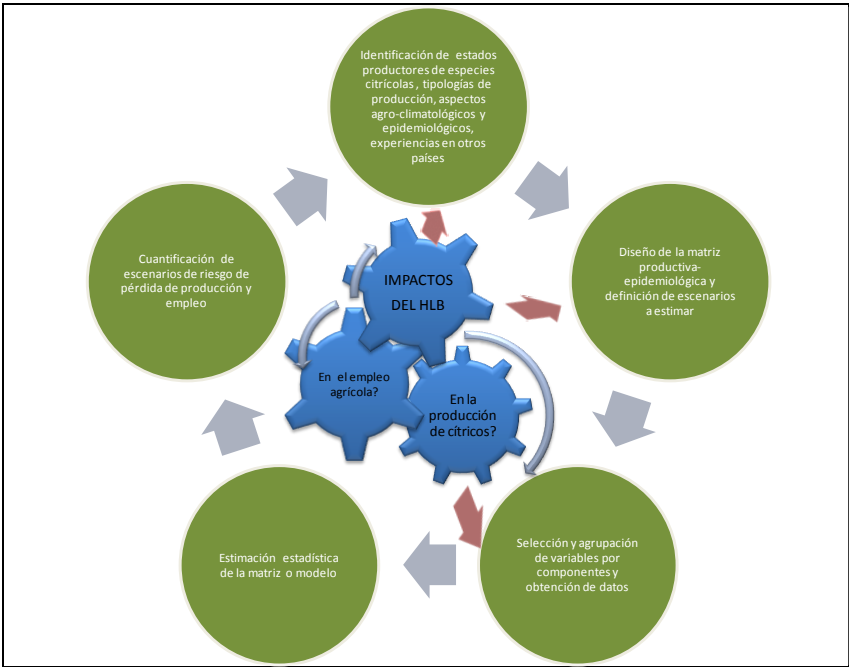 Identificación de estados
productores de especies
citrícolas, tipologías de
producción, aspectos
agro-climatológicos y
epidemiológicos,
experiencias en otros
países
Diseño de la matriz
productiva-
epidemiológica y
definición de escenarios
a estimar
Selección y agrupación
de variables por
componentes y
obtención de datos
Estimación estadística
de la matriz o modelo
Cuantificación de
escenarios de riesgo de
pérdida de producción y
empleo
IMPACTOS
DEL HLB
En el empleo
agrícola?
En la
producción
de cítricos?